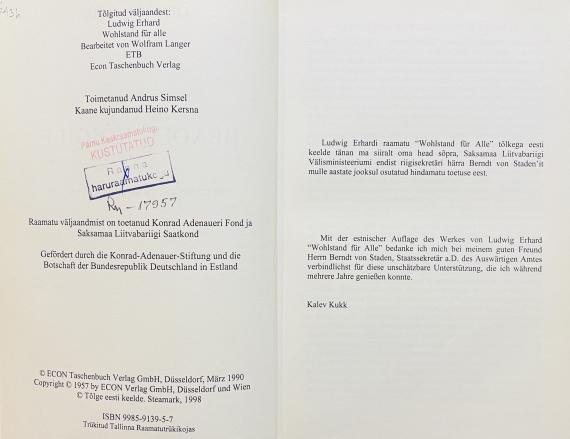 Tõlgitud väljaandest:
Ludwig Erhard
Wohlstand für alle
Bearbeitet von Wolfram Langer
ETB
Econ Taschenbuch Verlag
Toimetanud Andrus Simsel
Kaane kujundanud Heino Kersna
Pärnu Keskraamatukogu
KUSTUTATUD
haruraamatuko
Rn-17957
Raamatu väljaandmist on toetanud Konrad Adenaueri Fond ja
Saksamaa Liitvabariigi Saatkond
Gefördert durch die Konrad-Adenauer-Stiftung und die
Botschaft der Bundesrepublik Deutschland in Estland
© ECON Taschenbuch Verlag GmbH, Düsseldorf, März 1990
Copyright © 1957 by ECON Verlag GmbH, Düsseldorf und Wien
© Tõlge eesti keelde. Steamark, 1998
ISBN 9985-9139-5-7
Trükitud Tallinna Raamatutrükikojas
Ludwig Erhardi raamatu “Wohlstand für Alle” tõlkega eesti
keelde tänan ma siiralt oma head sõpra, Saksamaa Liitvabariigi
Välisministeeriumi endist riigisekretäri härra Berndt von Staden'it
mulle aastate jooksul osutatud hindamatu toetuse eest.
Mit der estnischer Auflage des Werkes von Ludwig Erhard
“Wohlstand für Alle” bedanke ich mich bei meinem guten Freund
Herrn Berndt von Staden, Staatssekretär a.D. des Auswärtigen Amtes
verbindlichst für diese unschätzbare Unterstützung, die ich während
mehrere Jahre genießen konnte.
Kalev Kukk